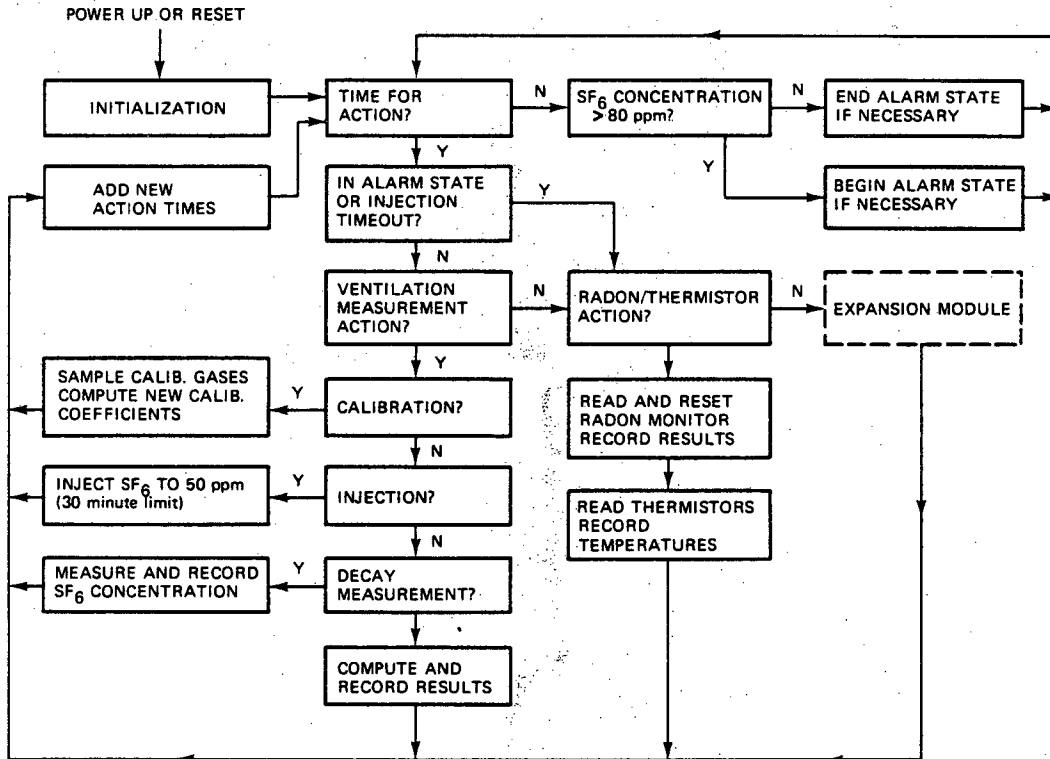 POWER UP OR RESET
INITIALIZATION
TIME FOR
ACTION?
N
SF6 CONCENTRATION
> 80 ppm?
N
END ALARM STATE
IF NECESSARY
Y
Y
ADD NEW
ACTION TIMES
IN ALARM STATE
OR INJECTION
TIMEOUT?
Y
BEGIN ALARM STATE
IF NECESSARY
N
VENTILATION
MEASUREMENT
ACTION?
N
RADON/THERMISTOR
ACTION?
N
EXPANSION MODULE
Y
SAMPLE CALIB. GASES
COMPUTE NEW CALIB.
COEFFICIENTS
Y
CALIBRATION?
READ AND RESET
RADON MONITOR
RECORD RESULTS
N
INJECT SF6 TO 50 ppm
(30 minute limit)
Y
INJECTION?
READ THERMISTORS
RECORD
TEMPERATURES
N
MEASURE AND RECORD
SF6 CONCENTRATION
Y
DECAY
MEASUREMENT?
COMPUTE AND
RECORD RESULTS